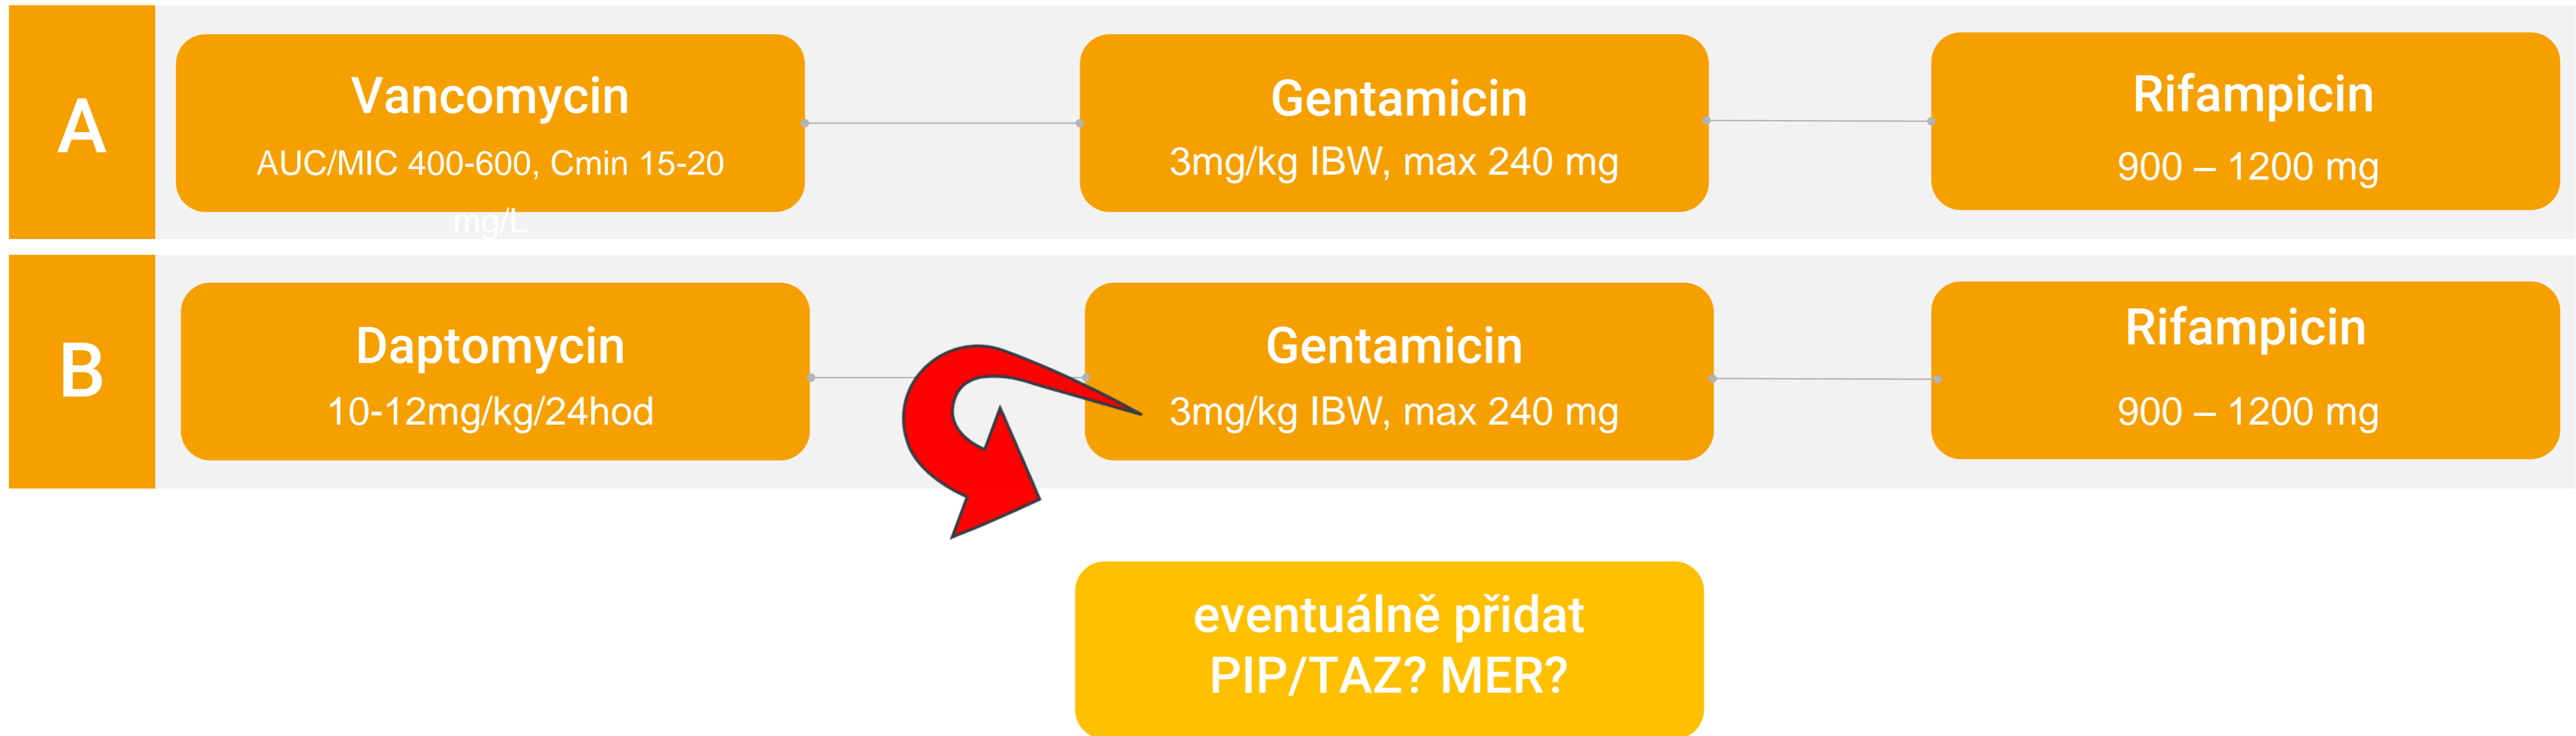 A
Vancomycin
AUC/MIC 400-600, Cmin 15-20
mg/L
Gentamicin
3mg/kg IBW, max 240 mg
Rifampicin
900 – 1200 mg
B
Daptomycin
10-12mg/kg/24hod
Gentamicin
3mg/kg IBW, max 240 mg
Rifampicin
900 – 1200 mg
eventuálně přidat
PIP/TAZ? MER?